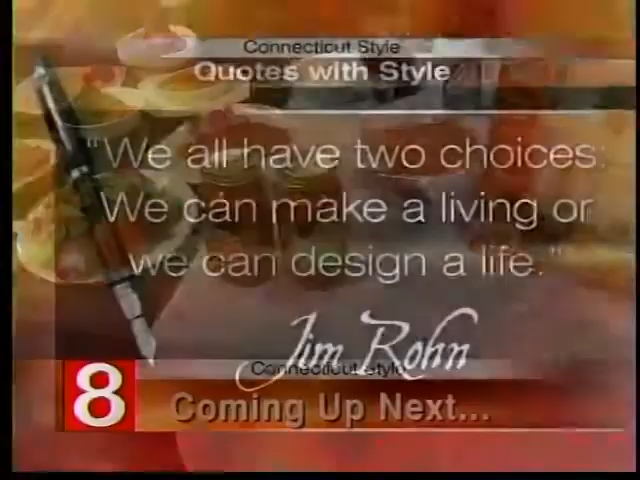 Connecticut Style
Quotes with Style
"We all have two choices:
We can make a living or
we can design a life."
Jim Rohn
Connecticut Style
8
Coming Up Next...